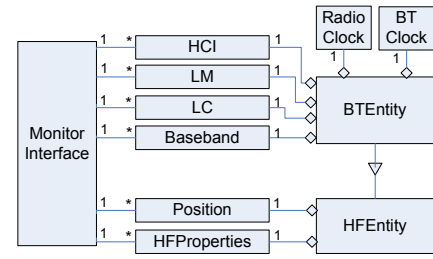 Radio
Clock
BT
Clock
1 * HCI 1
1 1
1 * LM 1
1 * LC 1
BTEntity
Monitor
Interface
1 * Baseband 1
1 * Position 1
HFEntity
1 * HFProperties 1